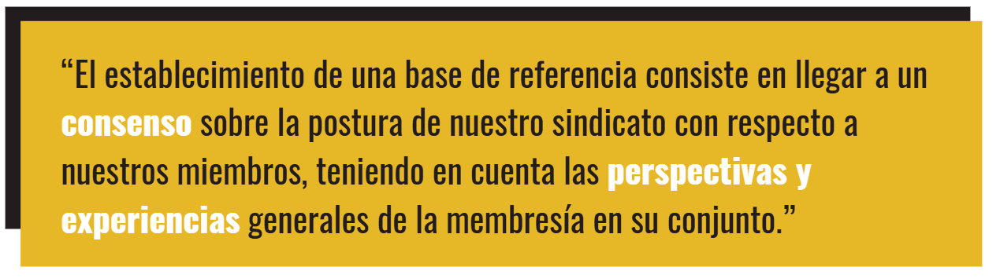 “El establecimiento de una base de referencia consiste en llegar a un
consenso sobre la postura de nuestro sindicato con respecto a
nuestros miembros, teniendo en cuenta las perspectivas y
experiencias generales de la membresía en su conjunto.”